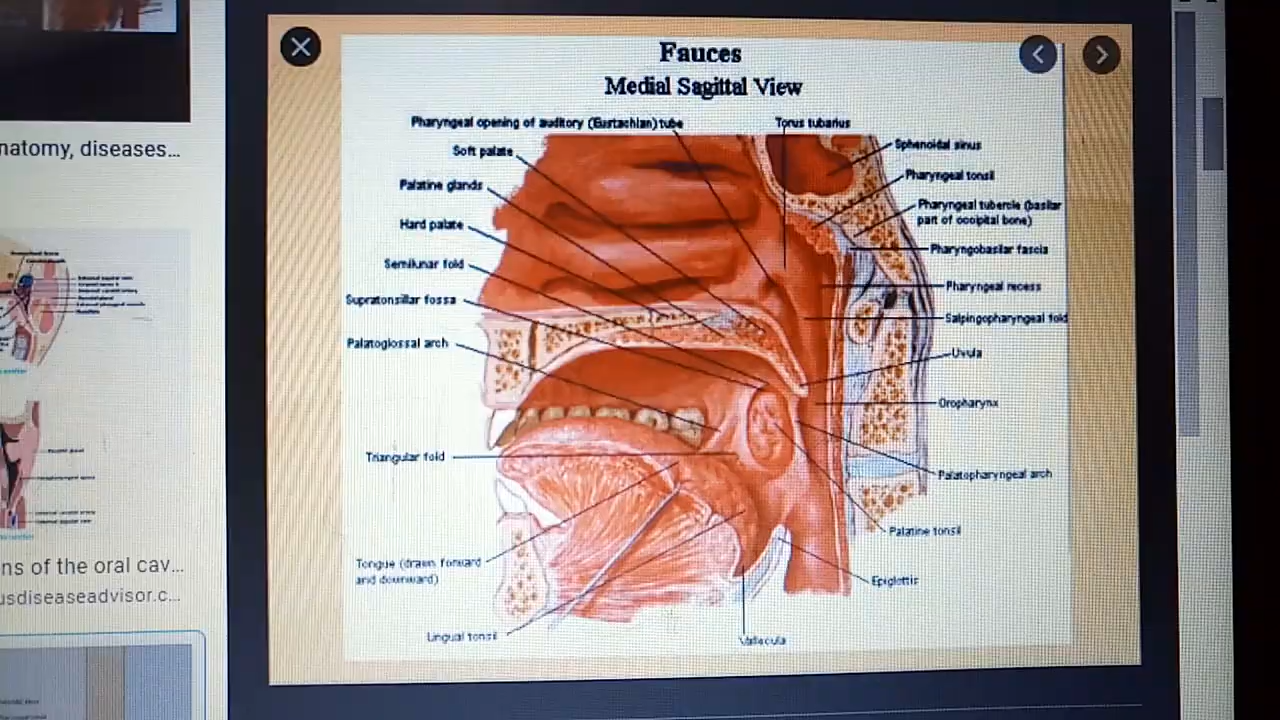 Fauces
Medial Sagittal View
Pharyngeal opening of auditory (Eustachian) tube
Torus tubarius
Soft palate
Sphenoidal sinus
Palatine glands
Pharyngeal tonsil
Hard palate
Pharyngeal tubercle (basilar
part of occipital bone)
Semilunar fold
Pharyngobasilar fascia
Supratonsillar fossa
Pharyngeal recess
Salpingopharyngeal fold
Palatoglossal arch
Uvula
Oropharynx
Triangular fold
Palatopharyngeal arch
Palatine tonsil
Tongue (drawn forward
and downward)
Epiglottis
Lingual tonsil
Vallecula
natomy, diseases...
ns of the oral cav...
usdiseaseadvisor.c...